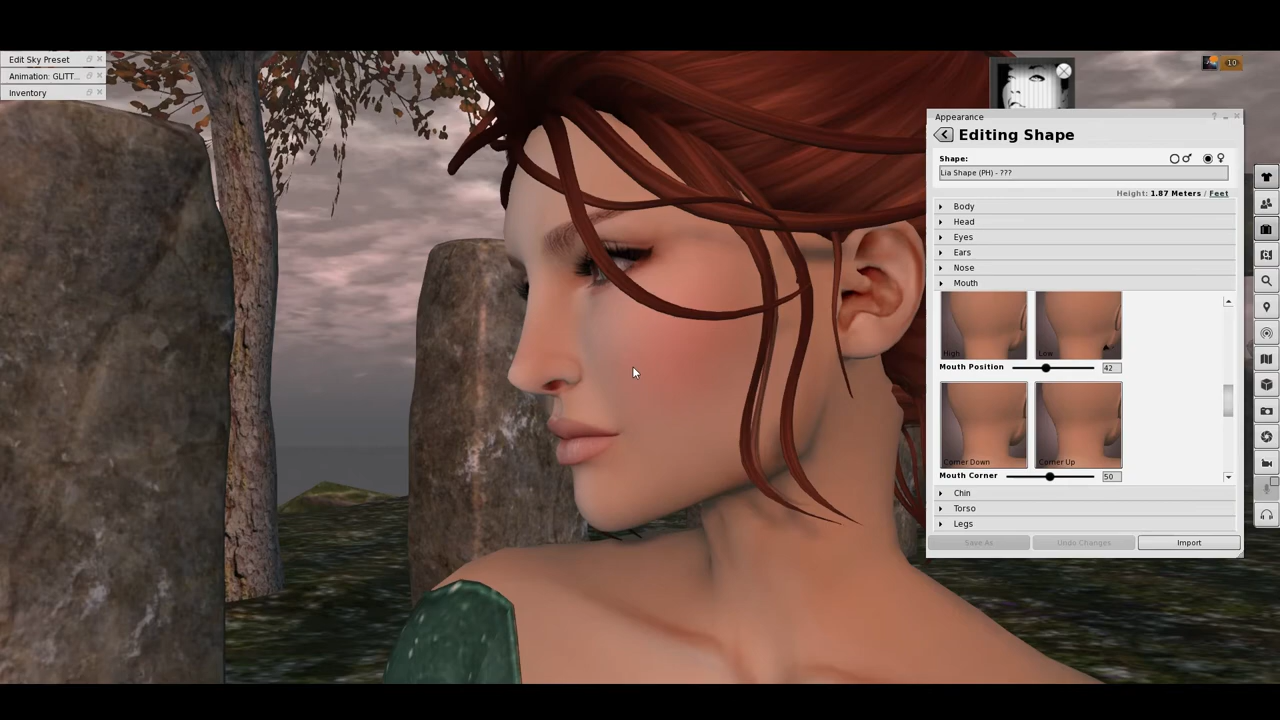 Edit Sky Preset
Animation: GLITT...
Inventory
10
Appearance
Editing Shape
Shape:
Lia Shape (PH) - ???
Height: 1.87 Meters / Feet
Body
Head
Eyes
Ears
Nose
Mouth
High
Low
Mouth Position
42
Corner Down
Corner Up
Mouth Corner
50
Chin
Torso
Legs
Save As
Undo Changes
Import